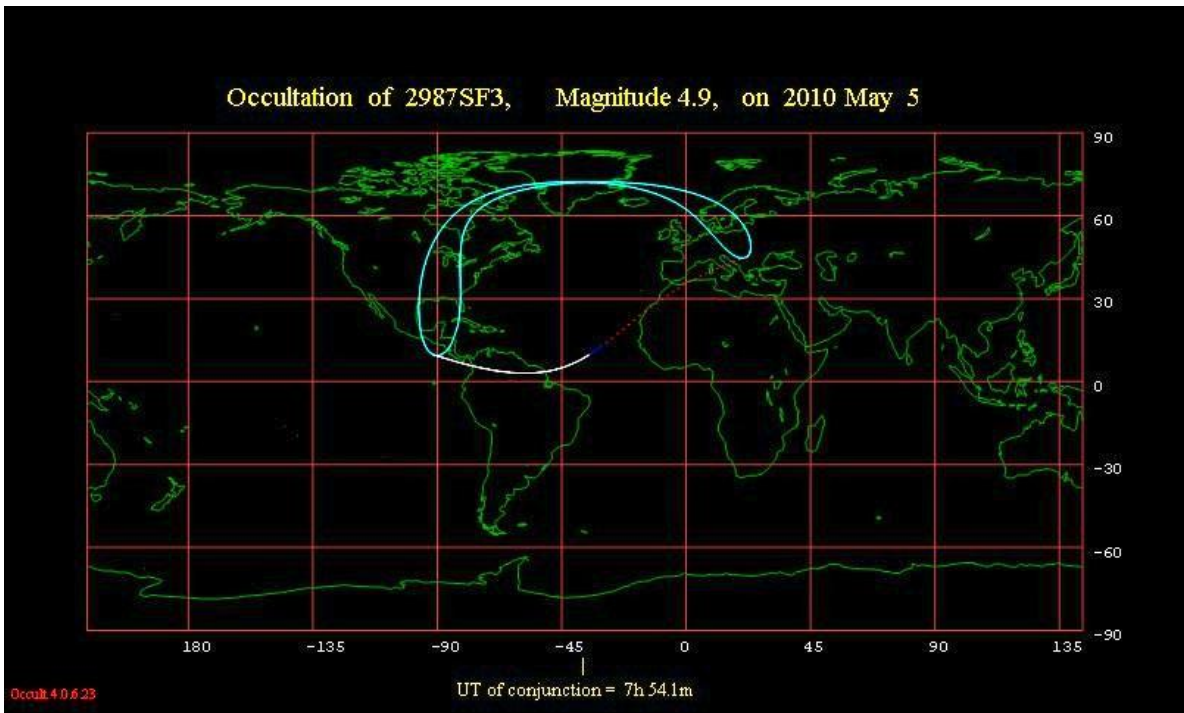 Occultation of 2987SF3, Magnitude 4.9, on 2010 May 5
90
60
30
0
-30
-60
-90
180 -135 -90 -45 0 45 90 135
UT of conjunction = 7h 54.1m
Occult 4.0.6.23